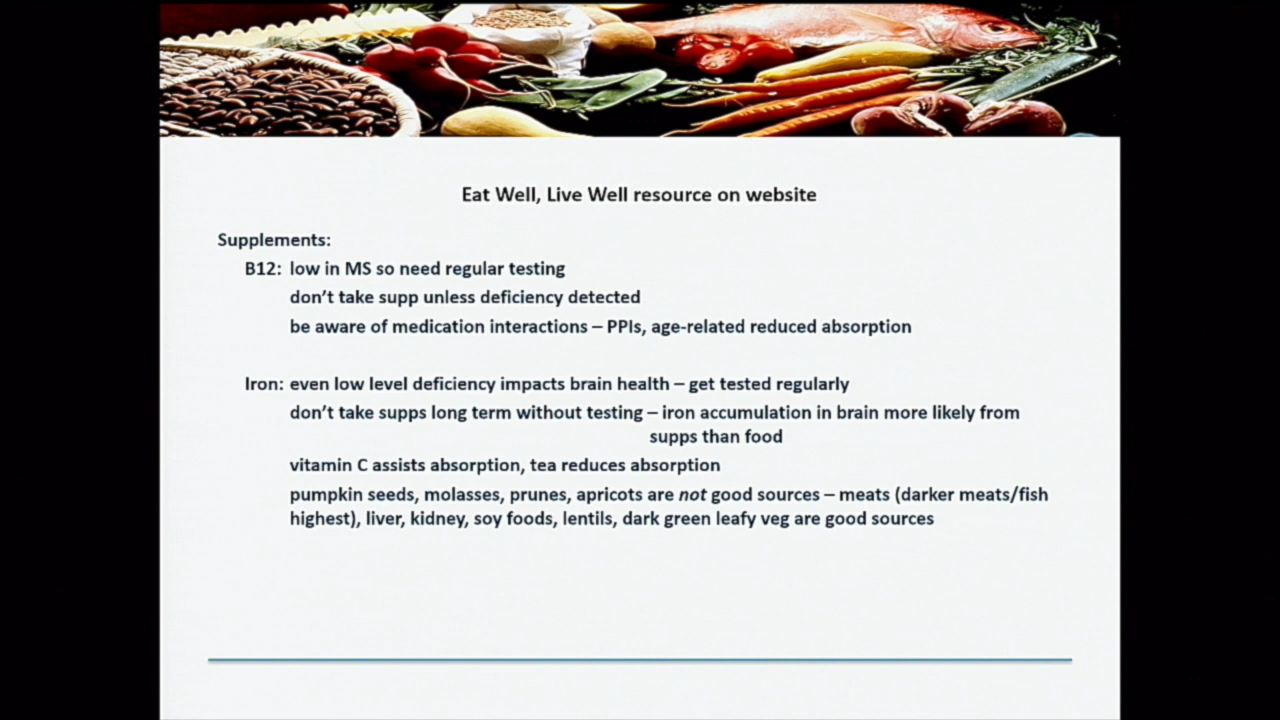 Eat Well, Live Well resource on website
Supplements:
B12: low in MS so need regular testing
don't take supp unless deficiency detected
be aware of medication interactions – PPIs, age-related reduced absorption
Iron: even low level deficiency impacts brain health – get tested regularly
don't take supps long term without testing – iron accumulation in brain more likely from
supps than food
vitamin C assists absorption, tea reduces absorption
pumpkin seeds, molasses, prunes, apricots are not good sources – meats (darker meats/fish
highest), liver, kidney, soy foods, lentils, dark green leafy veg are good sources